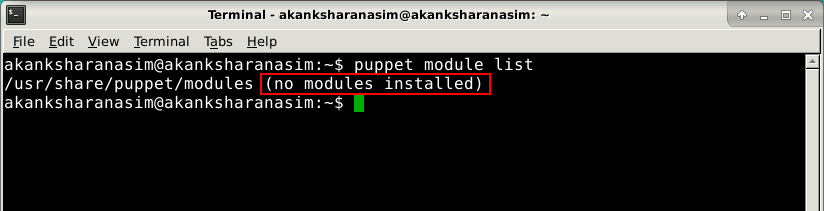 Terminal - akanksharanasim@akanksharanasim: ~
File Edit View Terminal Tabs Help
akanksharanasim@akanksharanasim:~$ puppet module list
/usr/share/puppet/modules (no modules installed)
akanksharanasim@akanksharanasim:~$